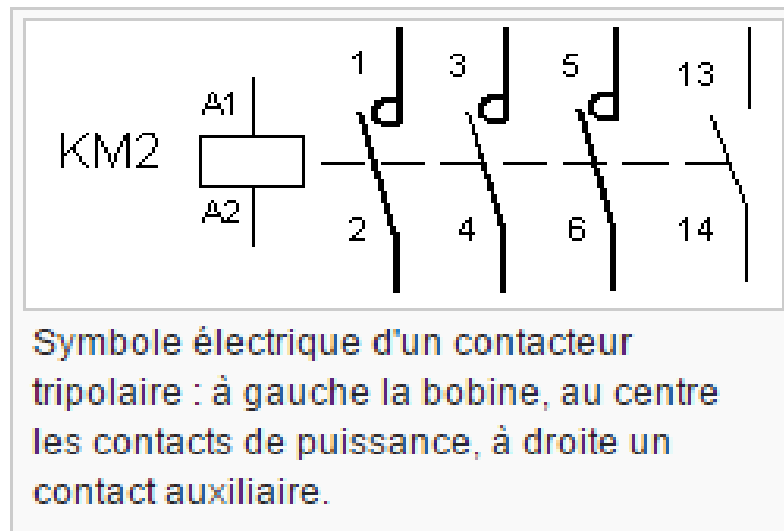 1 3 5 13
A1
KM2
A2
2 4 6 14
Symbole électrique d'un contacteur
tripolaire : à gauche la bobine, au centre
les contacts de puissance, à droite un
contact auxiliaire.